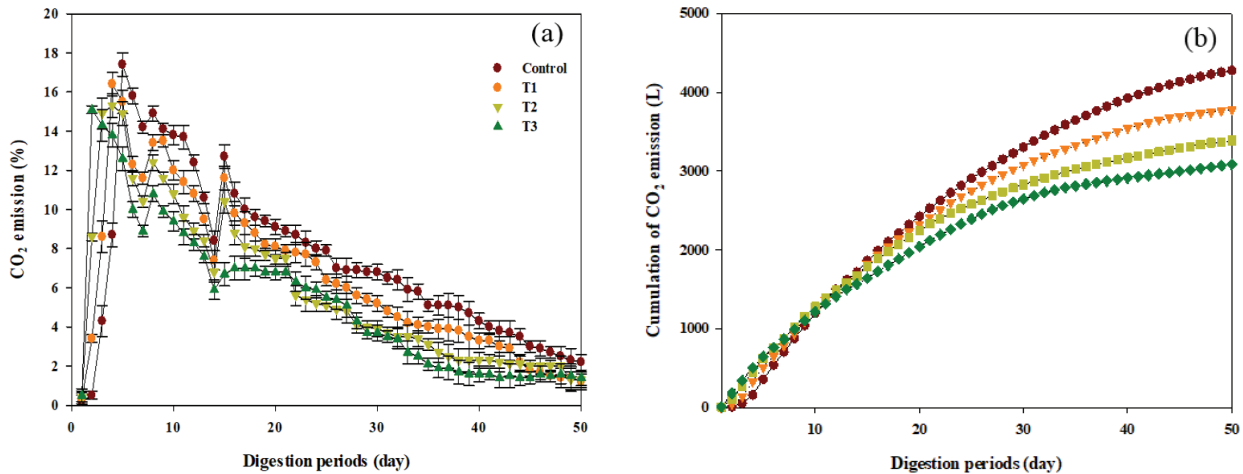 (a)
CO2 emission (%)
20
18
16
14
12
10
8
6
4
2
0
Control
T1
T2
T3
0 10 20 30 40 50
Digestion periods (day)
(b)
Cumulation of CO2 emission (L)
5000
4000
3000
2000
1000
0
10 20 30 40 50
Digestion periods (day)